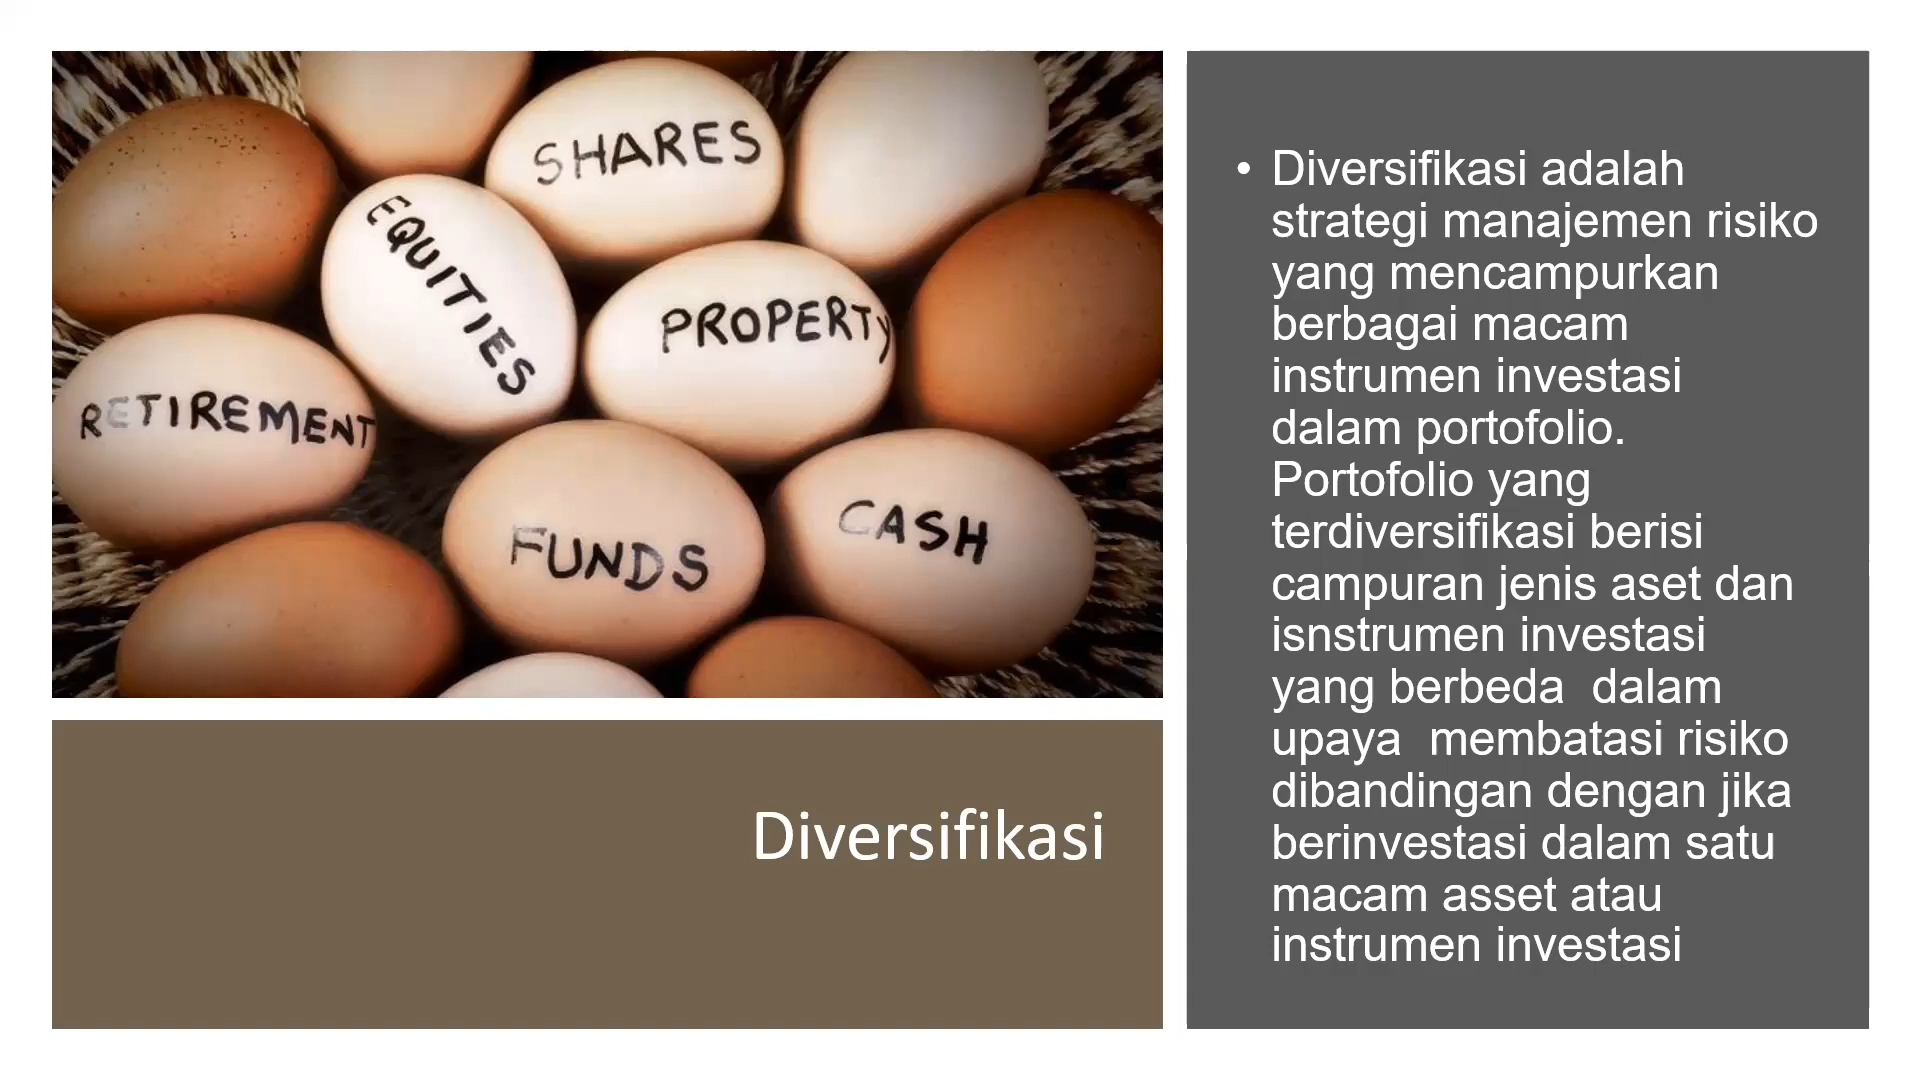 SHARES
EQUITIES
PROPERTY
RETIREMENT
CASH
FUNDS
Diversifikasi
• Diversifikasi adalah
strategi manajemen risiko
yang mencampurkan
berbagai macam
instrumen investasi
dalam portofolio.
Portofolio yang
terdiversifikasi berisi
campuran jenis aset dan
isnstrumen investasi
yang berbeda  dalam
upaya  membatasi risiko
dibandingan dengan jika
berinvestasi dalam satu
macam asset atau
instrumen investasi